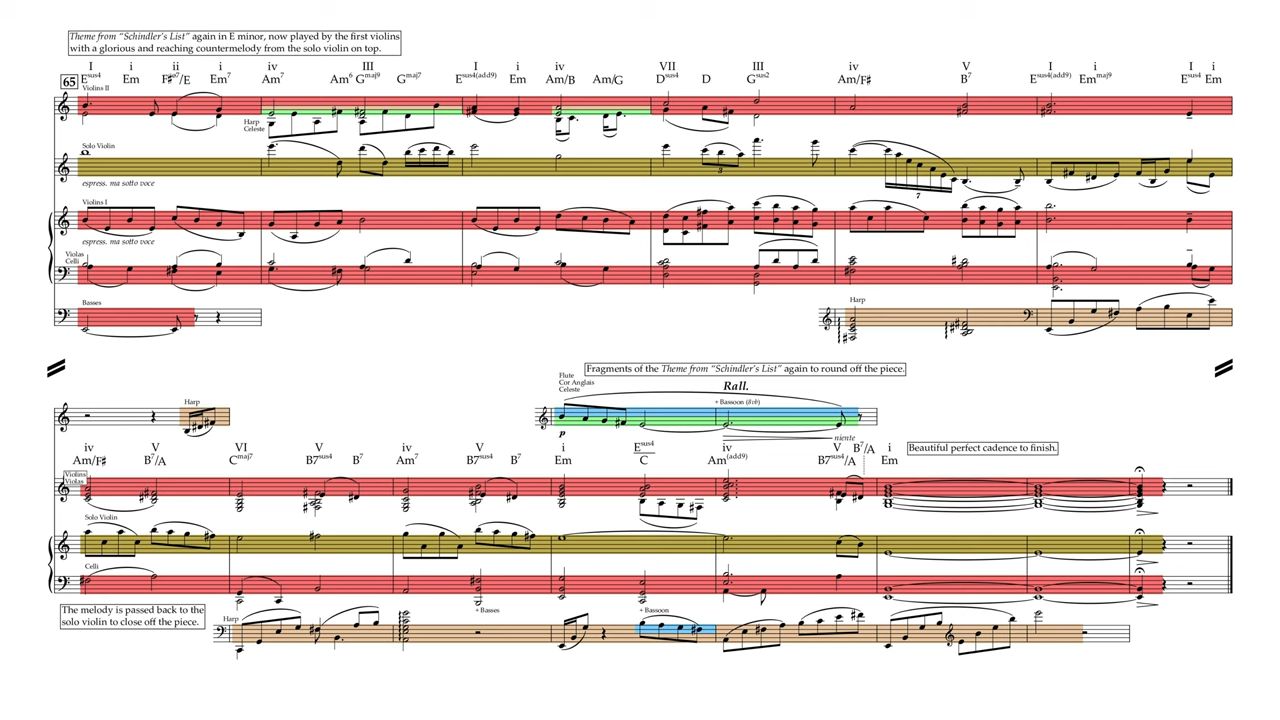 Theme from “Schindler’s List” again in E minor, now played by the first violins
with a glorious and reaching countermelody from the solo violin on top.
I i ii i iv III I i iv VII III iv V I i I i
65 Esus4 Em F#ø7/E Em7 Am7 Am6 Gmaj9 Gmaj7 Esus4(add9) Em Am/B Am/G Dsus4 D Gsus2 Am/F# B7 Esus4(add9) Emmaj9 Esus4 Em
Violins II
Harp
Celeste
Solo Violin
espress. ma sotto voce
3
7
Violins I
espress. ma sotto voce
Violas
Celli
Basses
Harp
Fragments of the Theme from “Schindler’s List” again to round off the piece.
Flute
Cor Anglais
Celeste
Rall.
Harp
+ Bassoon (8vb)
p
niente
iv V VI V iv V i iv V i
Am/F# B7/A Cmaj7 B7sus4 B7 Am7 B7sus4 B7 Em Esus4 C Am(add9) B7sus4/A B7/A Em
Beautiful perfect cadence to finish.
Violins
Violas
Solo Violin
Celli
The melody is passed back to the
solo violin to close off the piece.
+ Basses
+ Bassoon
Harp